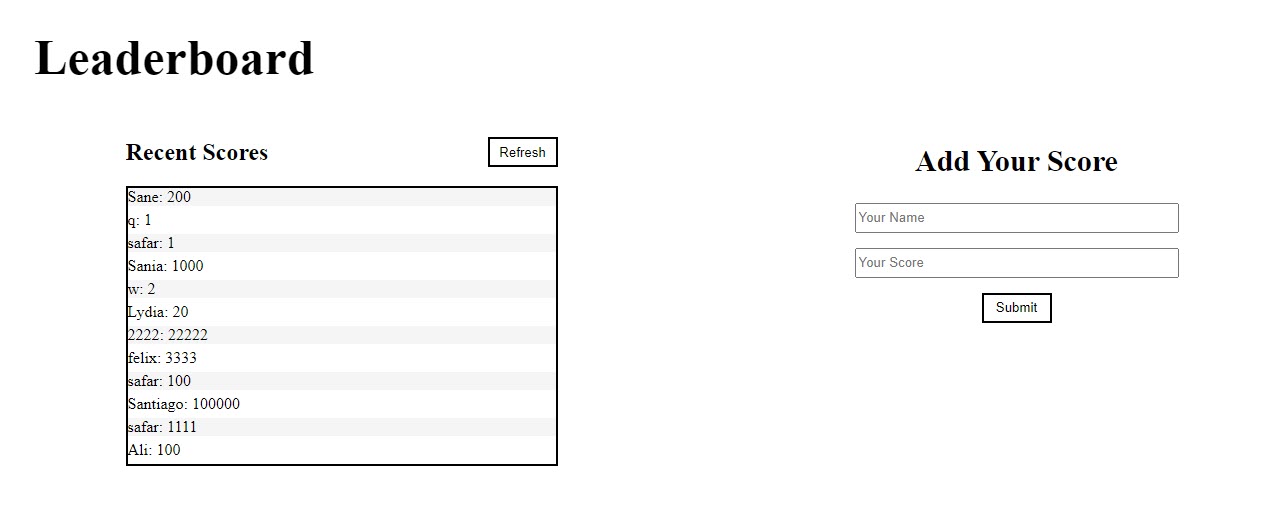 Leaderboard
Recent Scores
Refresh
Sane: 200
q: 1
safar: 1
Sania: 1000
w: 2
Lydia: 20
2222: 22222
felix: 3333
safar: 100
Santiago: 100000
safar: 1111
Ali: 100
Add Your Score
Your Name
Your Score
Submit